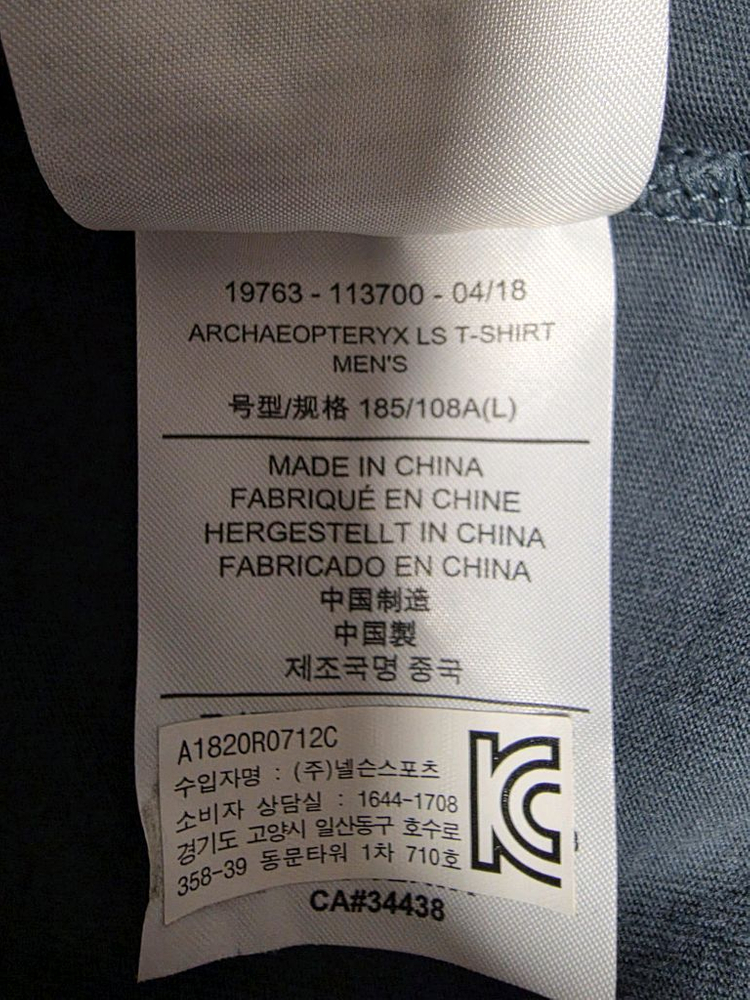 19763 - 113700 - 04/18
ARCHAEOPTERYX LS T-SHIRT
MEN'S
号型/规格 185/108A(L)
MADE IN CHINA
FABRIQUÉ EN CHINE
HERGESTELLT IN CHINA
FABRICADO EN CHINA
中国制造
中国製
제조국명 중국
A1820R0712C
수입자명 : (주)넬슨스포츠
소비자 상담실 : 1644-1708
경기도 고양시 일산동구 호수로
358-39 동문타워 1차 710호
KC
CA#34438